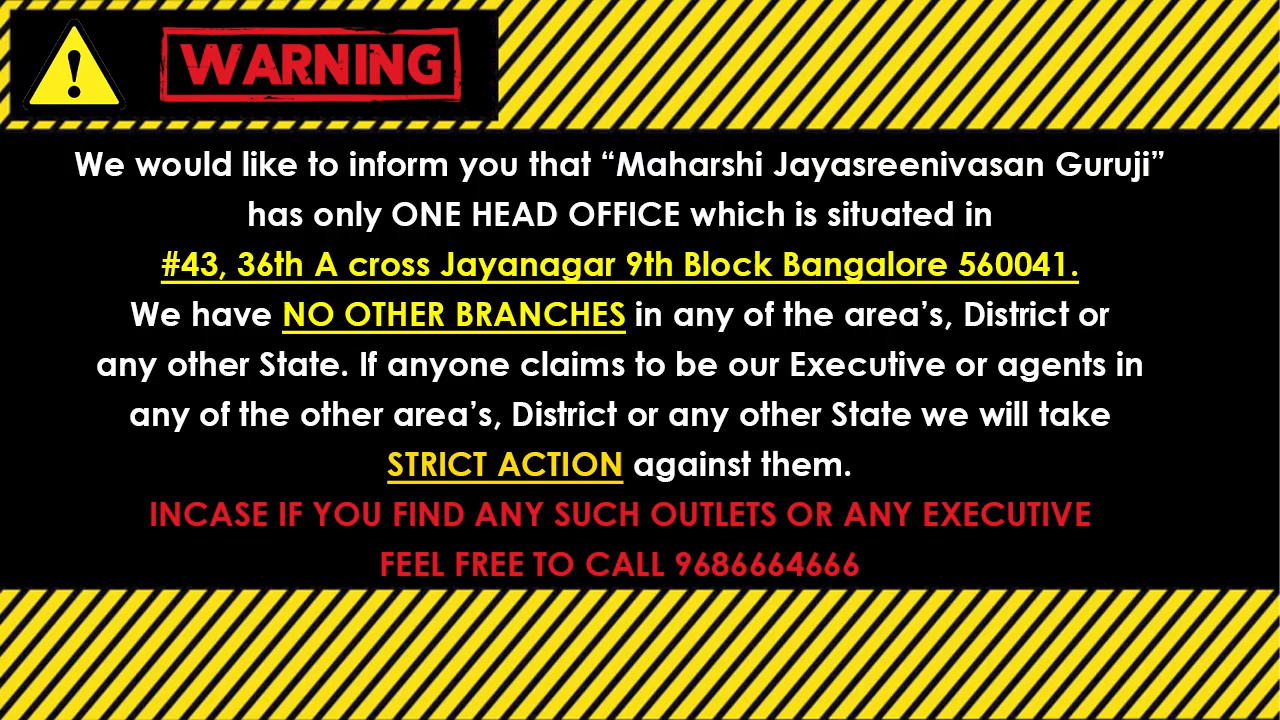 WARNING
We would like to inform you that “Maharshi Jayasreenivasan Guruji”
has only ONE HEAD OFFICE which is situated in
#43, 36th A cross Jayanagar 9th Block Bangalore 560041.
We have NO OTHER BRANCHES in any of the area’s, District or
any other State. If anyone claims to be our Executive or agents in
any of the other area’s, District or any other State we will take
STRICT ACTION against them.
INCASE IF YOU FIND ANY SUCH OUTLETS OR ANY EXECUTIVE
FEEL FREE TO CALL 9686664666